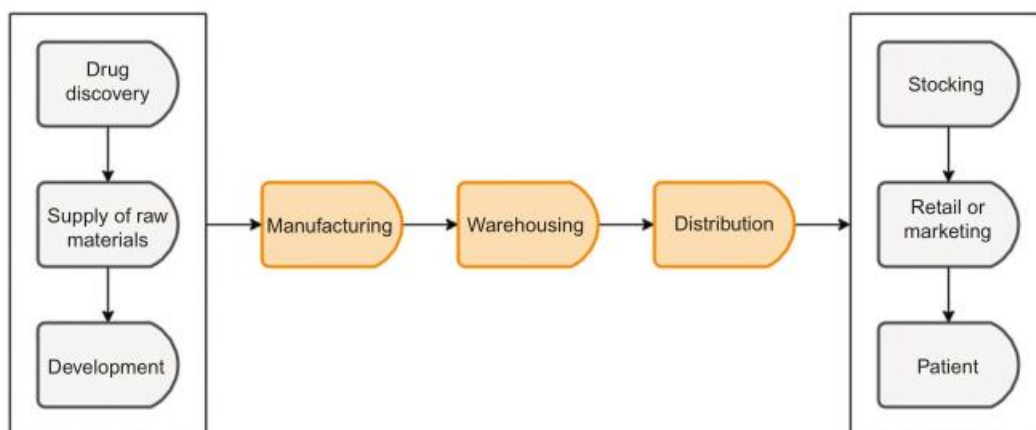 Drug
discovery
Supply of raw
materials
Development
Manufacturing
Warehousing
Distribution
Stocking
Retail or
marketing
Patient